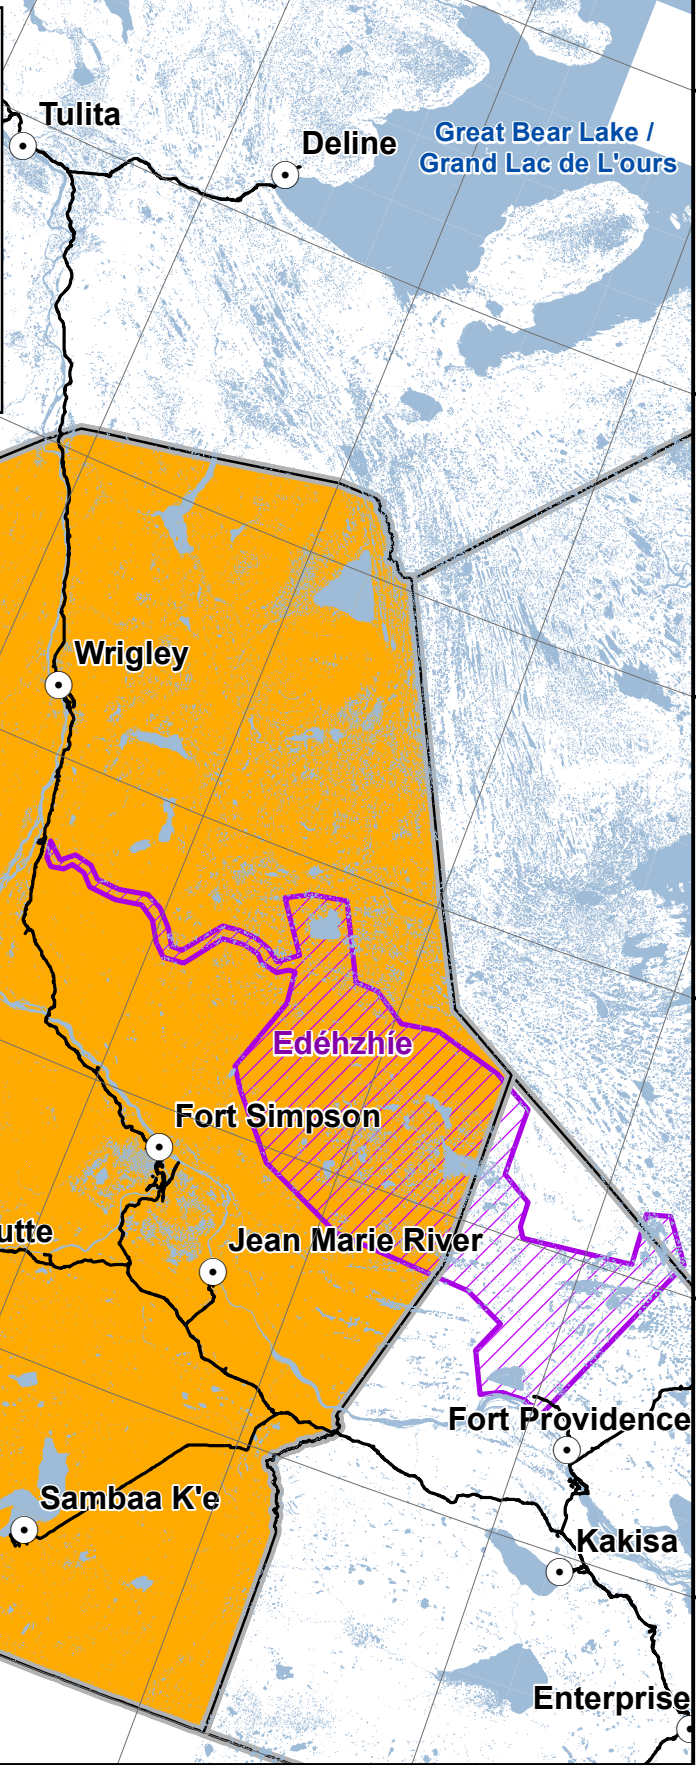 Tulita
Deline
Great Bear Lake /
Grand Lac de L'ours
Wrigley
Edéhzhíe
Fort Simpson
utte
Jean Marie River
Fort Providence
Sambaa K'e
Kakisa
Enterprise